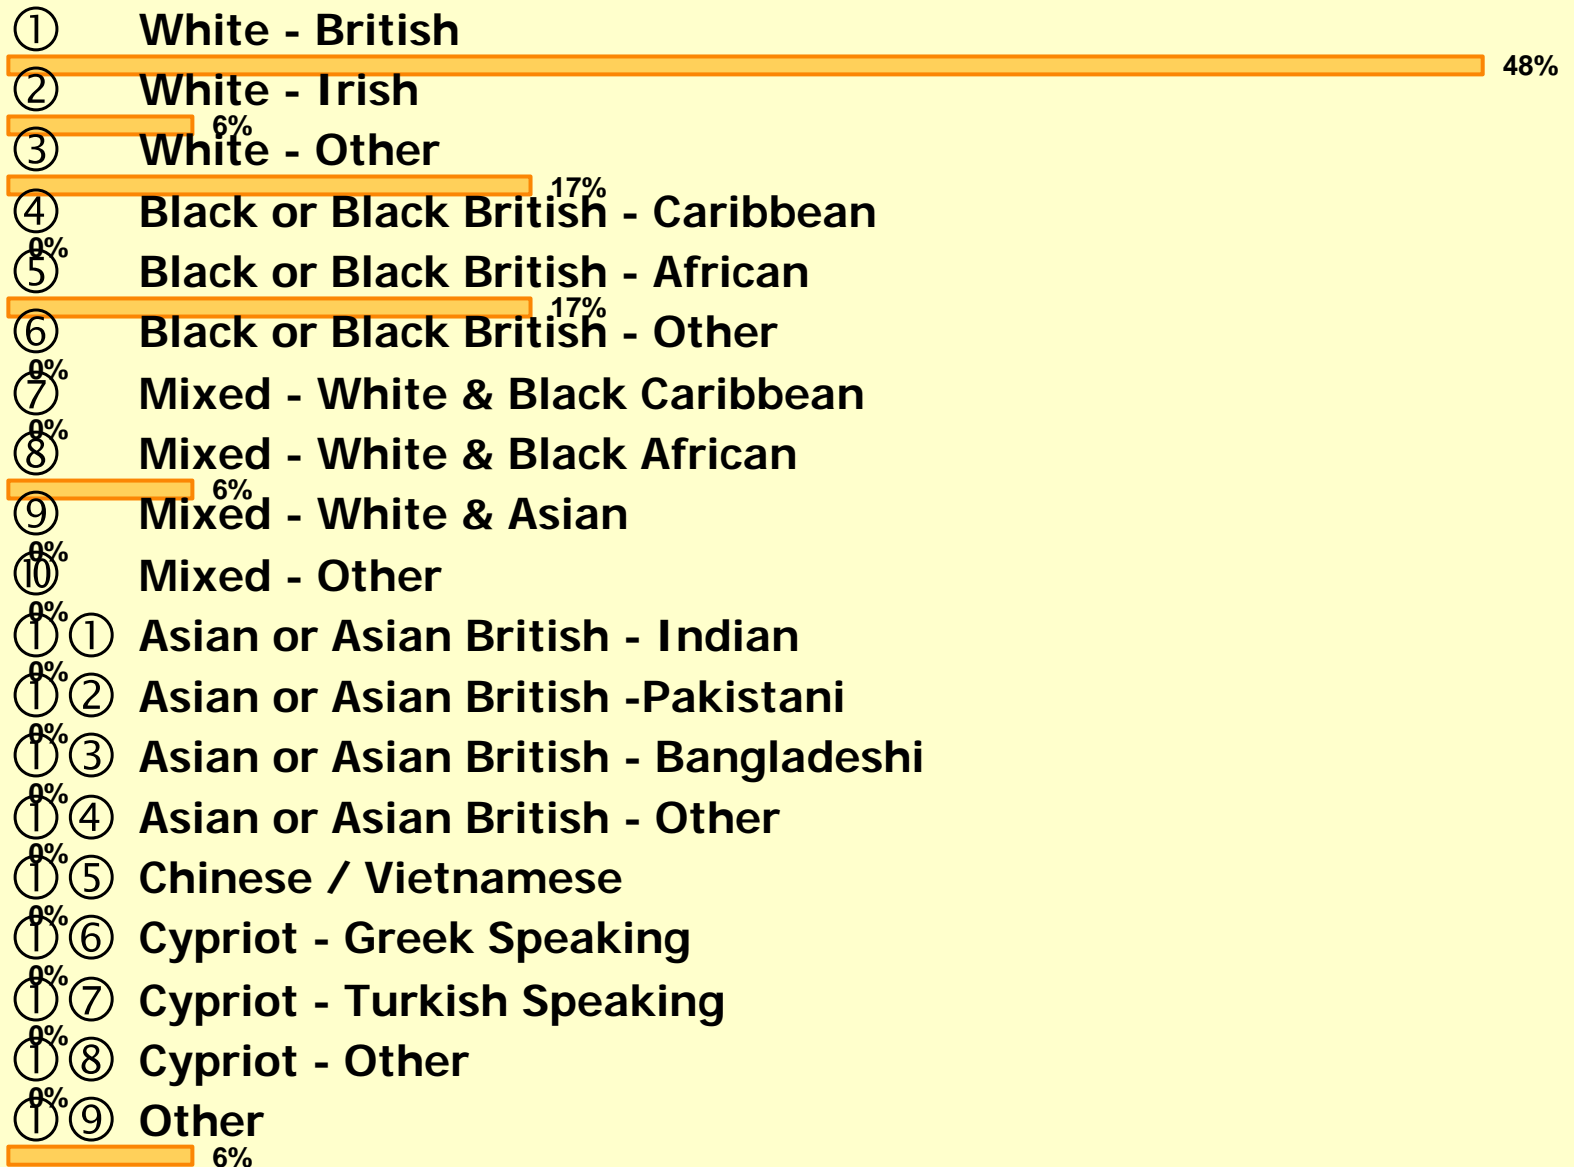 ① White - British
48%
② White - Irish
6%
③ White - Other
17%
④ Black or Black British - Caribbean
0%
⑤ Black or Black British - African
17%
⑥ Black or Black British - Other
0%
⑦ Mixed - White & Black Caribbean
0%
⑧ Mixed - White & Black African
6%
⑨ Mixed - White & Asian
0%
⑩ Mixed - Other
0%
①① Asian or Asian British - Indian
0%
①② Asian or Asian British -Pakistani
0%
①③ Asian or Asian British - Bangladeshi
0%
①④ Asian or Asian British - Other
0%
①⑤ Chinese / Vietnamese
0%
①⑥ Cypriot - Greek Speaking
0%
①⑦ Cypriot - Turkish Speaking
0%
①⑧ Cypriot - Other
0%
①⑨ Other
6%